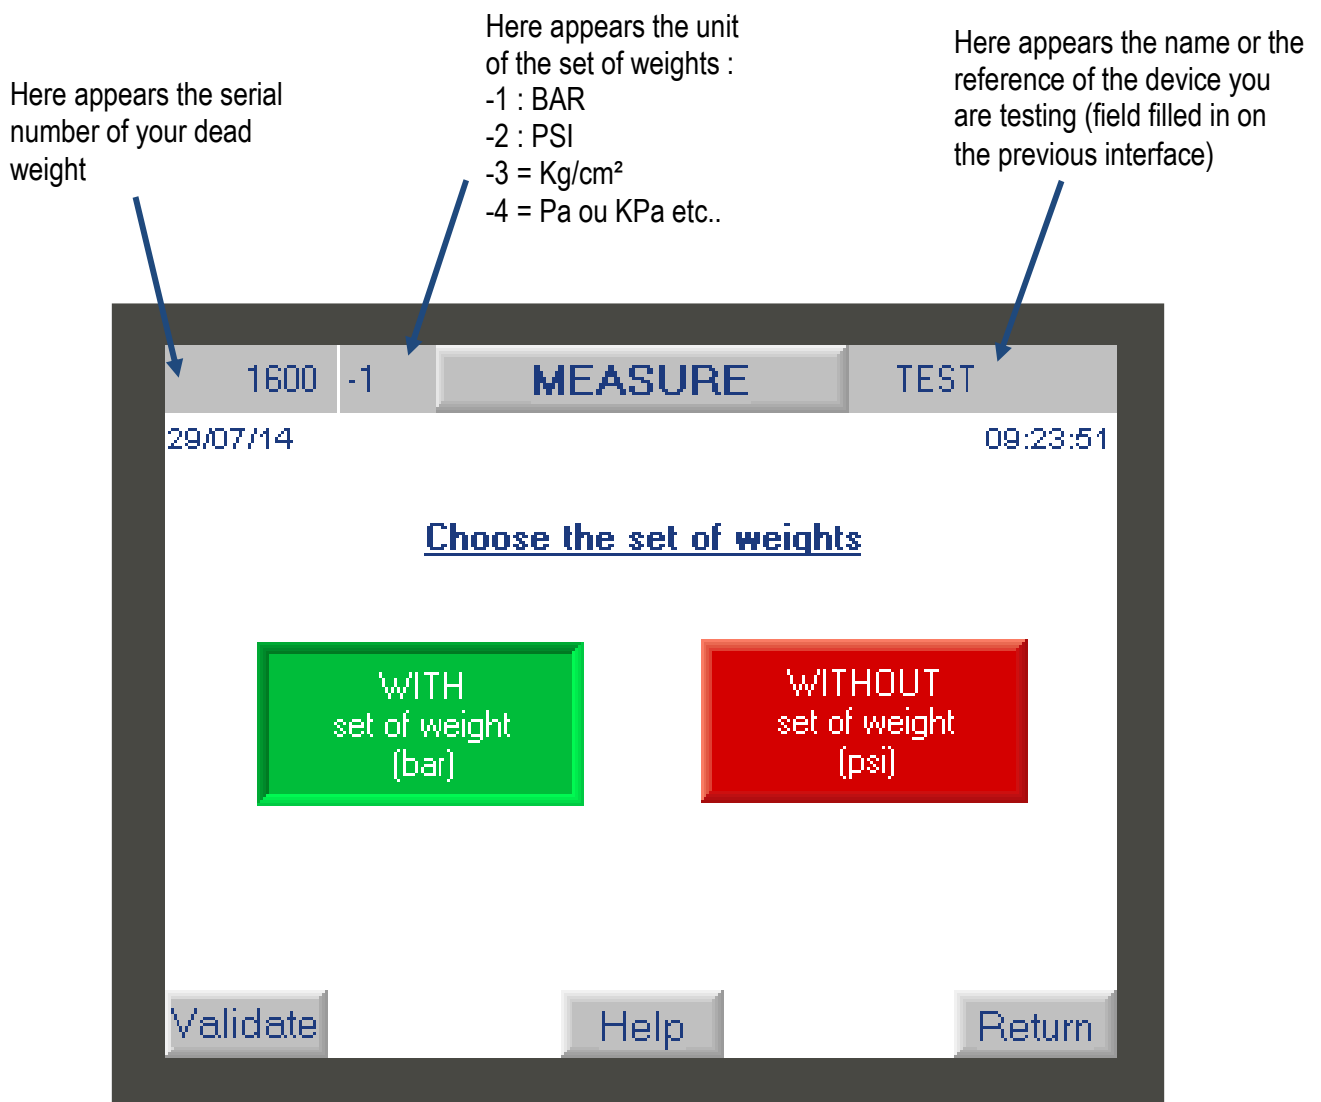 Here appears the serial
number of your dead
weight
Here appears the unit
of the set of weights :
-1 : BAR
-2 : PSI
-3 = Kg/cm²
-4 = Pa ou KPa etc..
Here appears the name or the
reference of the device you
are testing (field filled in on
the previous interface)
1600 -1 MEASURE TEST
29/07/14 09:23:51
Choose the set of weights
WITH
set of weight
(bar)
WITHOUT
set of weight
(psi)
Validate Help Return